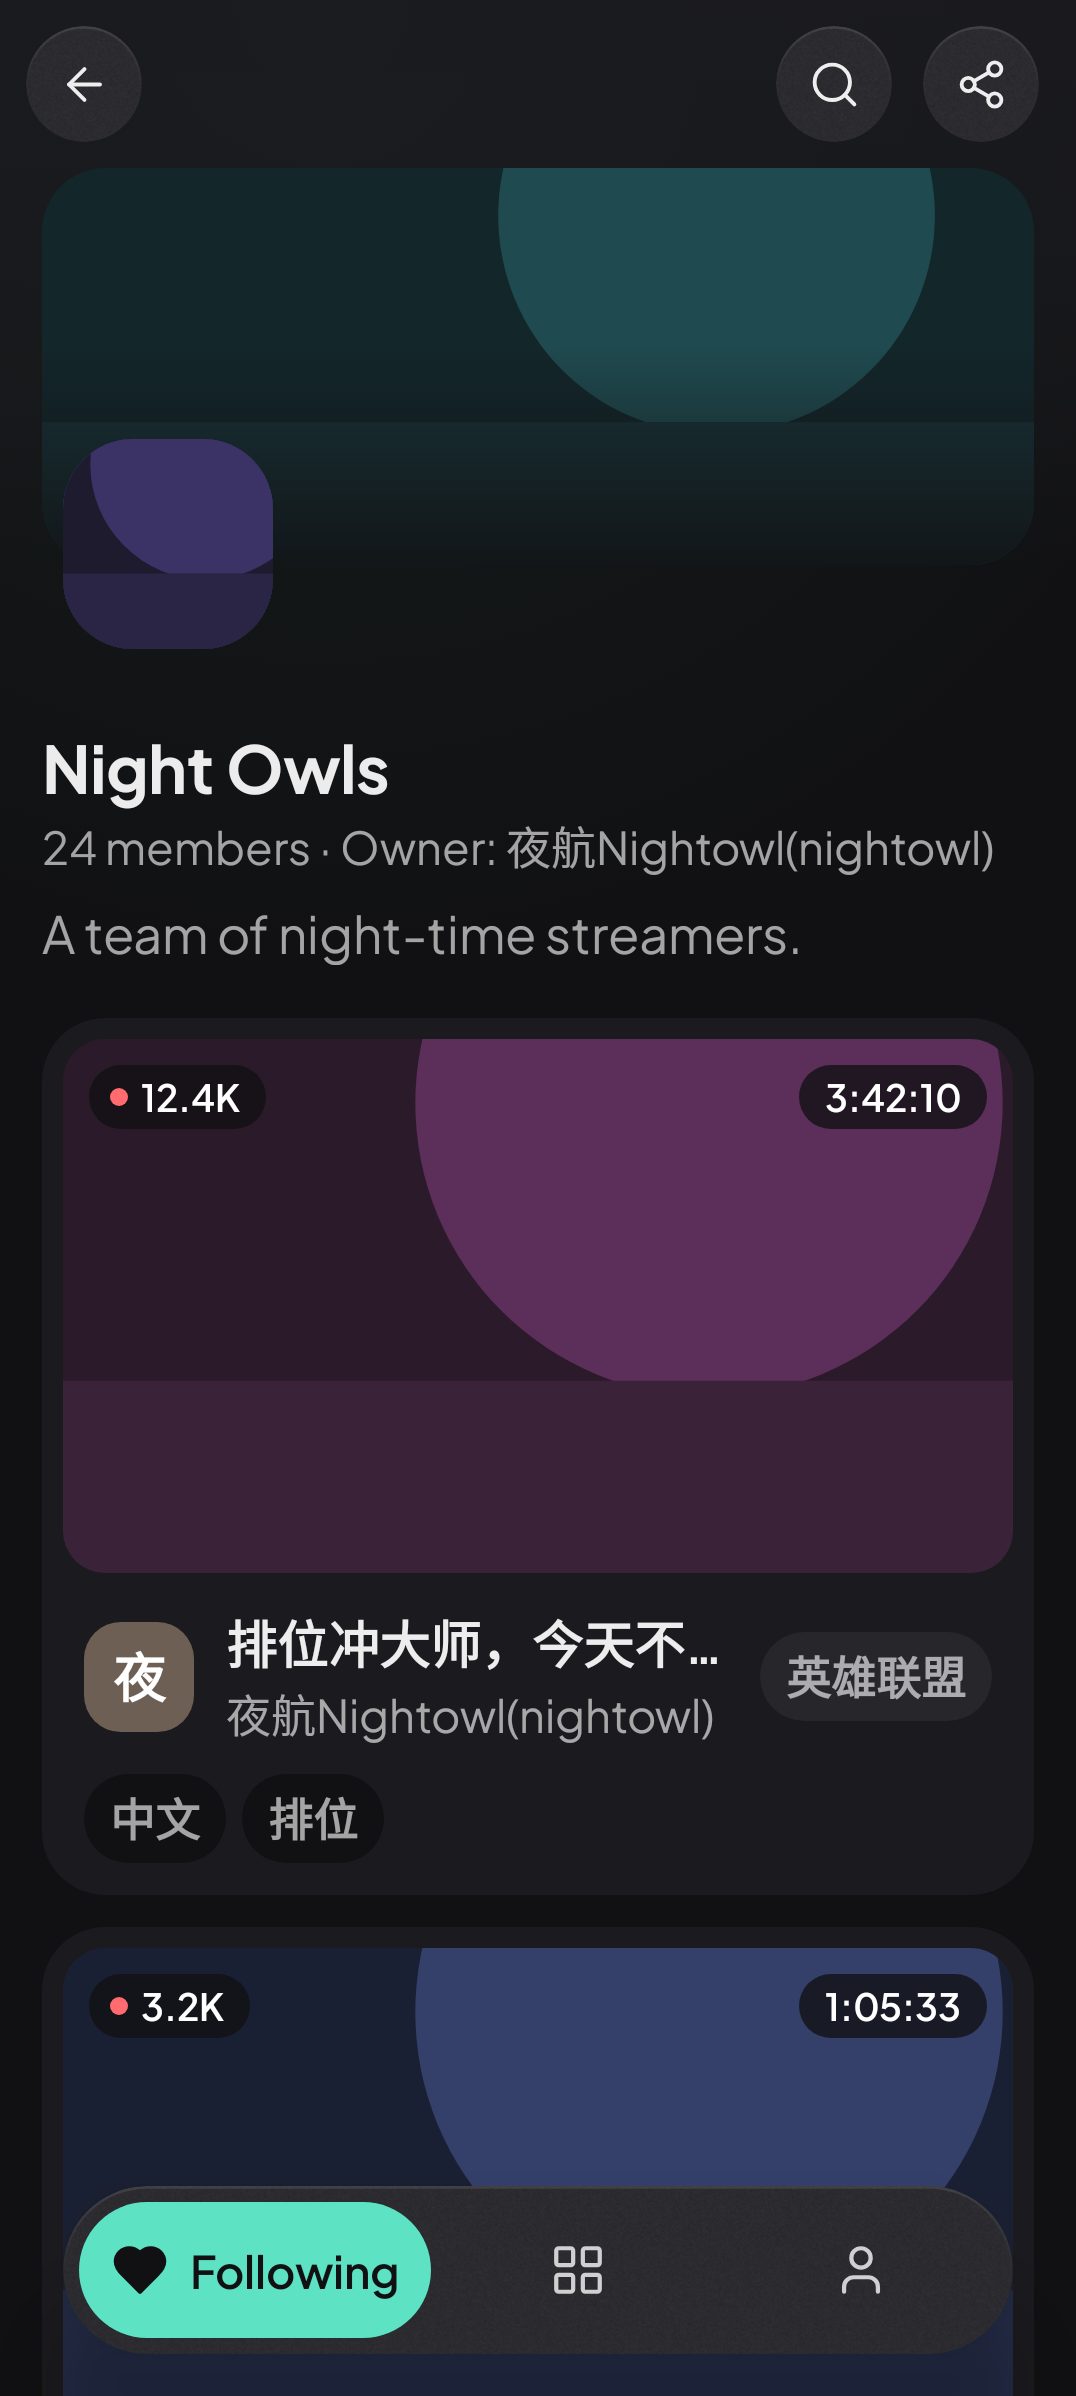 Night Owls
24 members · Owner: 夜航Nightowl(nightowl)
A team of night-time streamers.
12.4K
3:42:10
夜
排位冲大师，今天不...
英雄联盟
夜航Nightowl(nightowl)
中文
排位
3.2K
1:05:33
Following